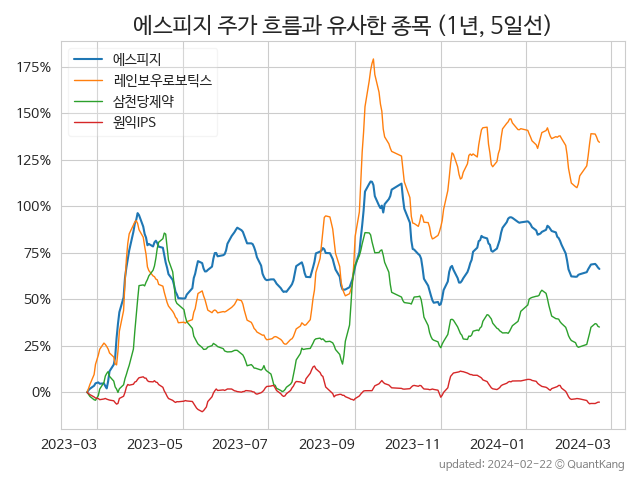 에스피지 주가 흐름과 유사한 종목 (1년, 5일선)
에스피지
레인보우로보틱스
삼천당제약
원익IPS
175%
150%
125%
100%
75%
50%
25%
0%
2023-03 2023-05 2023-07 2023-09 2023-11 2024-01 2024-03
updated: 2024-02-22 © QuantKang